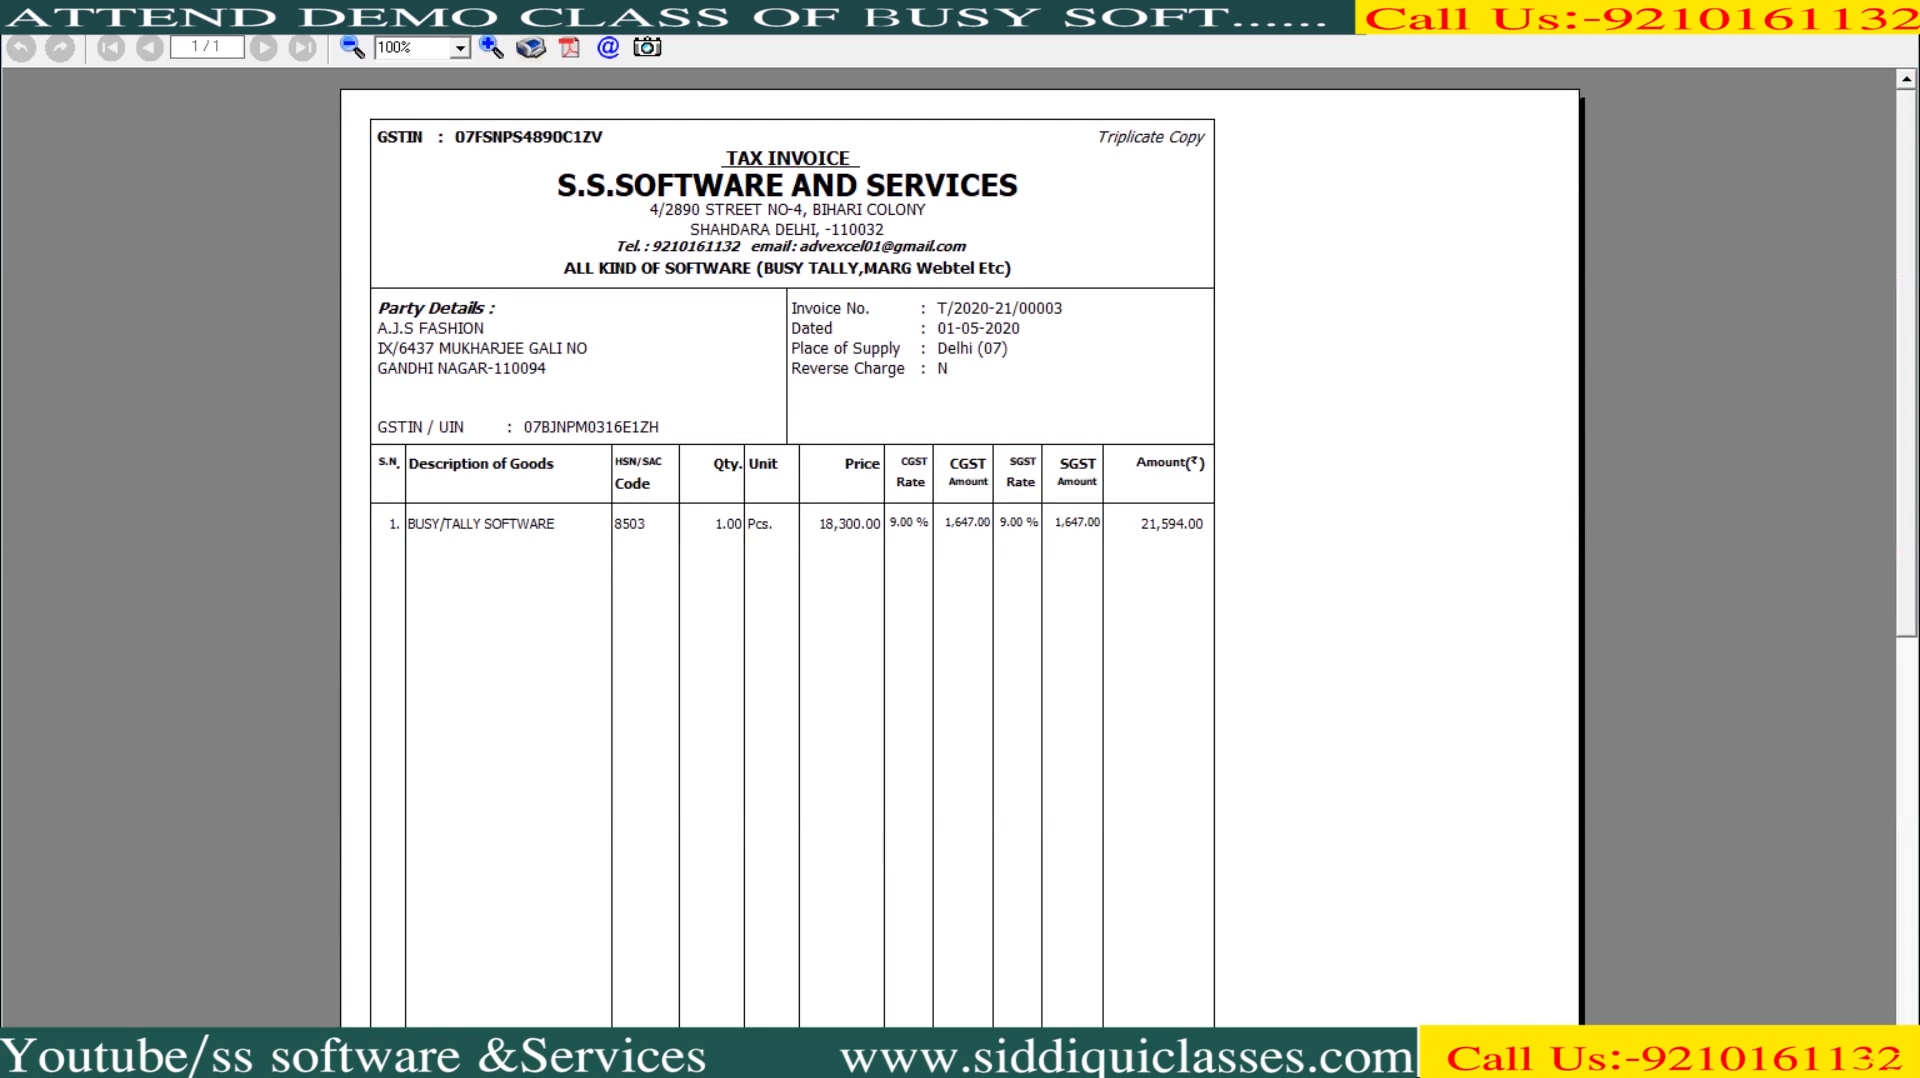 ATTEND DEMO CLASS OF BUSY SOFT......
Call Us:-9210161132
1 / 1
100%
GSTIN : 07FSNPS4890C1ZV
Triplicate Copy
TAX INVOICE
S.S.SOFTWARE AND SERVICES
4/2890 STREET NO-4, BIHARI COLONY
SHAHDARA DELHI, -110032
Tel. : 9210161132 email : advexcel01@gmail.com
ALL KIND OF SOFTWARE (BUSY TALLY,MARG Webtel Etc)
Party Details :
A.J.S FASHION
IX/6437 MUKHARJEE GALI NO
GANDHI NAGAR-110094
GSTIN / UIN : 07BJNPM0316E1ZH
Invoice No. : T/2020-21/00003
Dated : 01-05-2020
Place of Supply : Delhi (07)
Reverse Charge : N
S.N. Description of Goods HSN/SAC Code Qty. Unit Price CGST Rate CGST Amount SGST Rate SGST Amount Amount(₹)
1. BUSY/TALLY SOFTWARE 8503 1.00 Pcs. 18,300.00 9.00 % 1,647.00 9.00 % 1,647.00 21,594.00
Youtube/ss software &Services
www.siddiquiclasses.com
Call Us:-9210161132